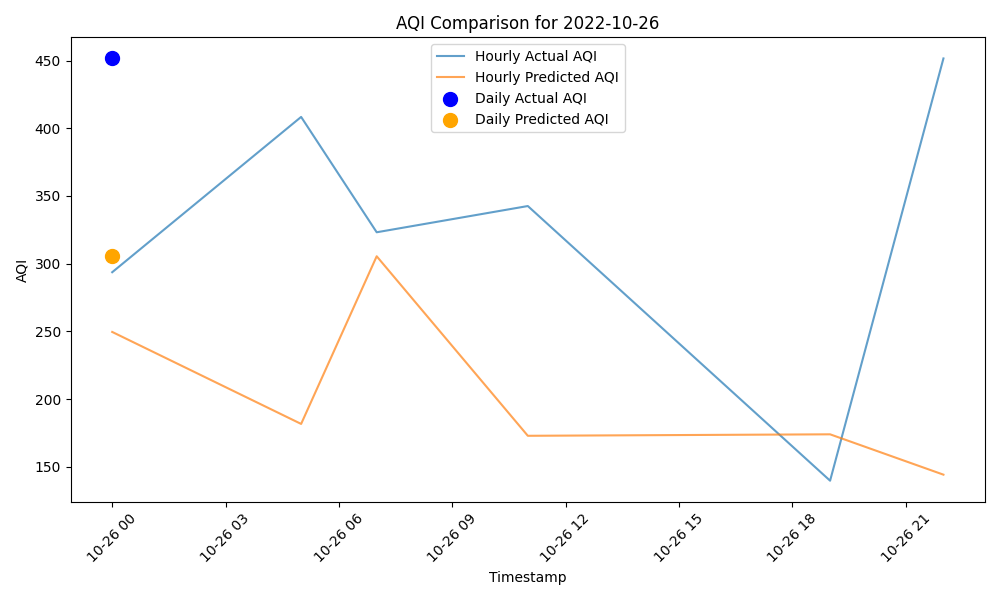 AQI Comparison for 2022-10-26
Hourly Actual AQI
Hourly Predicted AQI
Daily Actual AQI
Daily Predicted AQI
AQI
450
400
350
300
250
200
150
10-26 00
10-26 03
10-26 06
10-26 09
10-26 12
10-26 15
10-26 18
10-26 21
Timestamp